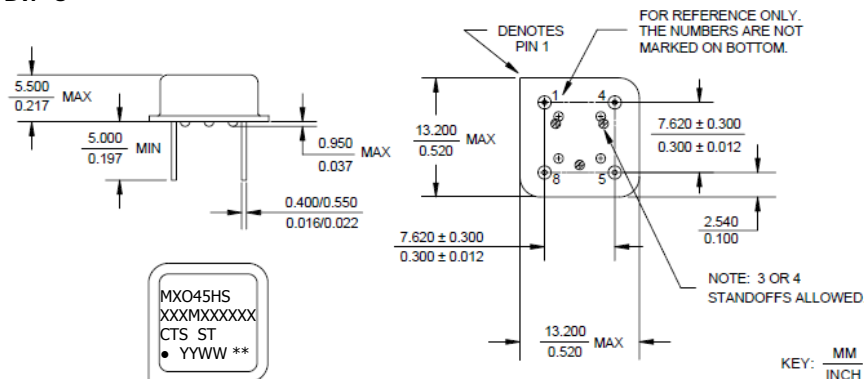 FOR REFERENCE ONLY.
THE NUMBERS ARE NOT
MARKED ON BOTTOM.
DENOTES
PIN 1
5.500
0.217
MAX
5.000
0.197
MIN
0.950
0.037
MAX
0.400/0.550
0.016/0.022
13.200
0.520
MAX
1
4
8
5
7.620 ± 0.300
0.300 ± 0.012
2.540
0.100
7.620 ± 0.300
0.300 ± 0.012
NOTE: 3 OR 4
STANDOFFS ALLOWED
13.200
0.520
MAX
MXO45HS
XXXMXXXXXX
CTS ST
• YYWW **
KEY: MM
INCH